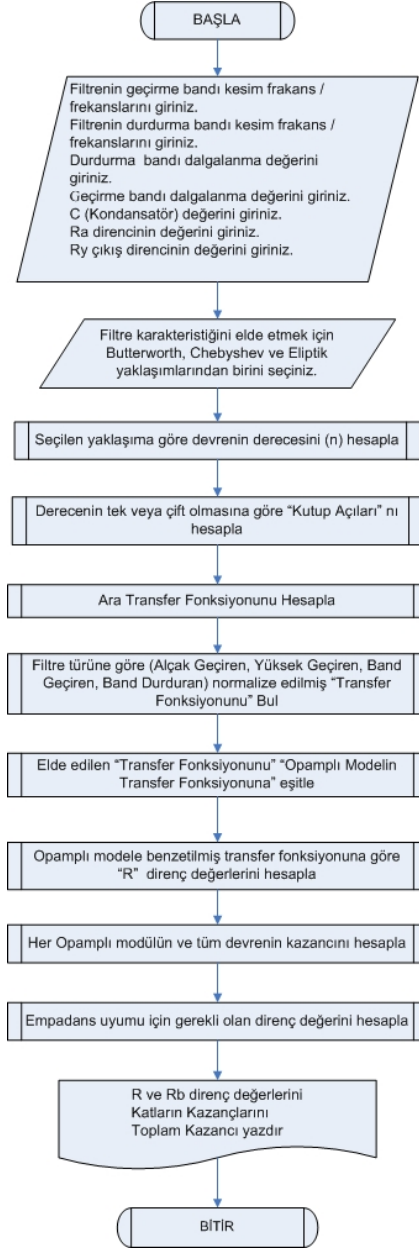 BAŞLA
Filtrenin geçirme bandı kesim frakans /
frekanslarını giriniz.
Filtrenin durdurma bandı kesim frakans /
frekanslarını giriniz.
Durdurma bandı dalgalanma değerini
giriniz.
Geçirme bandı dalgalanma değerini giriniz.
C (Kondansatör) değerini giriniz.
Ra direncinin değerini giriniz.
Ry çıkış direncinin değerini giriniz.
Filtre karakteristiğini elde etmek için
Butterworth, Chebyshev ve Eliptik
yaklaşımlarından birini seçiniz.
Seçilen yaklaşıma göre devrenin derecesini (n) hesapla
Derecenin tek veya çift olmasına göre “Kutup Açıları” nı
hesapla
Ara Transfer Fonksiyonunu Hesapla
Filtre türüne göre (Alçak Geçiren, Yüksek Geçiren, Band
Geçiren, Band Durduran) normalize edilmiş “Transfer
Fonksiyonunu” Bul
Elde edilen “Transfer Fonksiyonunu” “Opamplı Modelin
Transfer Fonksiyonuna” eşitle
Opamplı modele benzetilmiş transfer fonksiyonuna göre
“R” direnç değerlerini hesapla
Her Opamplı modülün ve tüm devrenin kazancını hesapla
Empadans uyumu için gerekli olan direnç değerini hesapla
R ve Rb direnç değerlerini
Katların Kazançlarını
Toplam Kazancı yazdır
BİTİR